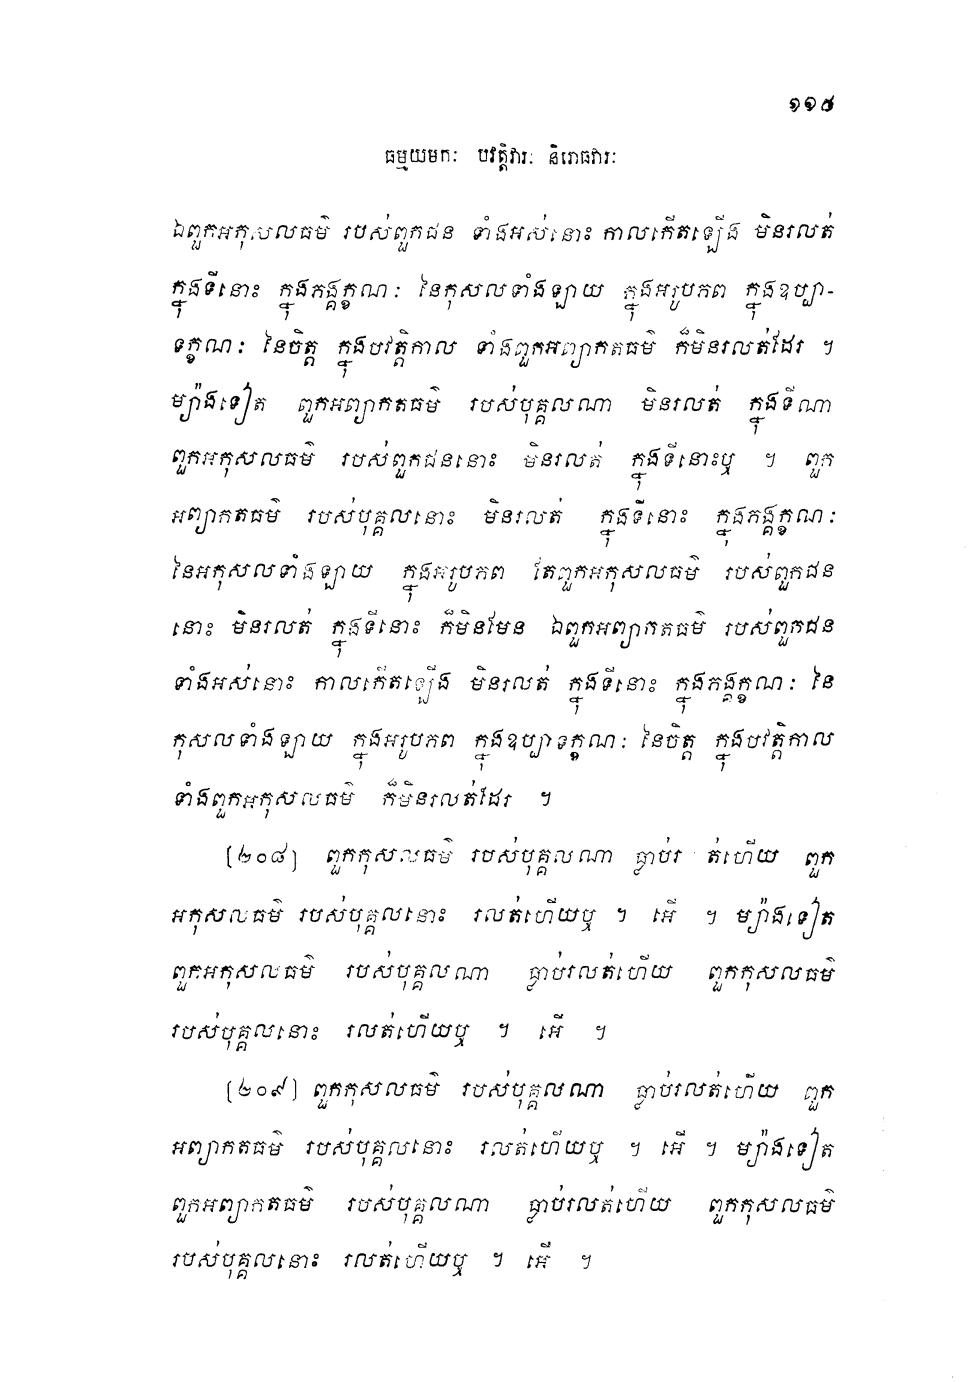 ១១៧
ធម្មយមកៈ បវត្តិវារៈ និរោធវារៈ
ឯពួកអកុសលធម៌ របស់ពួកជន ទាំងអស់នោះ កាលកើតឡើង មិនរលត់
ក្នុងទីនោះ ក្នុងភង្គក្ខណៈ នៃកុសលទាំងឡាយ ក្នុងអរូបភព ក្នុងឧប្បា-
ទក្ខណៈ នៃចិត្ត ក្នុងបវត្តិកាល ទាំងពួកអព្យាកតធម៌ ក៏មិនរលត់ដែរ ។
ម្យ៉ាងទៀត ពួកអព្យាកតធម៌ របស់បុគ្គលណា មិនរលត់ ក្នុងទីណា
ពួកអកុសលធម៌ របស់ពួកជននោះ មិនរលត់ ក្នុងទីនោះឬ ។ ពួក
អព្យាកតធម៌ របស់បុគ្គលនោះ មិនរលត់ ក្នុងទីនោះ ក្នុងភង្គក្ខណៈ
នៃអកុសលទាំងឡាយ ក្នុងអរូបភព តែពួកអកុសលធម៌ របស់ពួកជន
នោះ មិនរលត់ ក្នុងទីនោះ ក៏មិនមែន ឯពួកអព្យាកតធម៌ របស់ពួកជន
ទាំងអស់នោះ កាលកើតឡើង មិនរលត់ ក្នុងទីនោះ ក្នុងភង្គក្ខណៈ នៃ
កុសលទាំងឡាយ ក្នុងអរូបភព ក្នុងឧប្បាទក្ខណៈ នៃចិត្ត ក្នុងបវត្តិកាល
ទាំងពួកអកុសលធម៌ ក៏មិនរលត់ដែរ ។
[២០៨] ពួកកុសលធម៌ របស់បុគ្គលណា ធ្លាប់រលត់ហើយ ពួក
អកុសលធម៌ របស់បុគ្គលនោះ រលត់ហើយឬ ។ អើ ។ ម្យ៉ាងទៀត
ពួកអកុសលធម៌ របស់បុគ្គលណា ធ្លាប់រលត់ហើយ ពួកកុសលធម៌
របស់បុគ្គលនោះ រលត់ហើយឬ ។ អើ ។
[២០៩] ពួកកុសលធម៌ របស់បុគ្គលណា ធ្លាប់រលត់ហើយ ពួក
អព្យាកតធម៌ របស់បុគ្គលនោះ រលត់ហើយឬ ។ អើ ។ ម្យ៉ាងទៀត
ពួកអព្យាកតធម៌ របស់បុគ្គលណា ធ្លាប់រលត់ហើយ ពួកកុសលធម៌
របស់បុគ្គលនោះ រលត់ហើយឬ ។ អើ ។